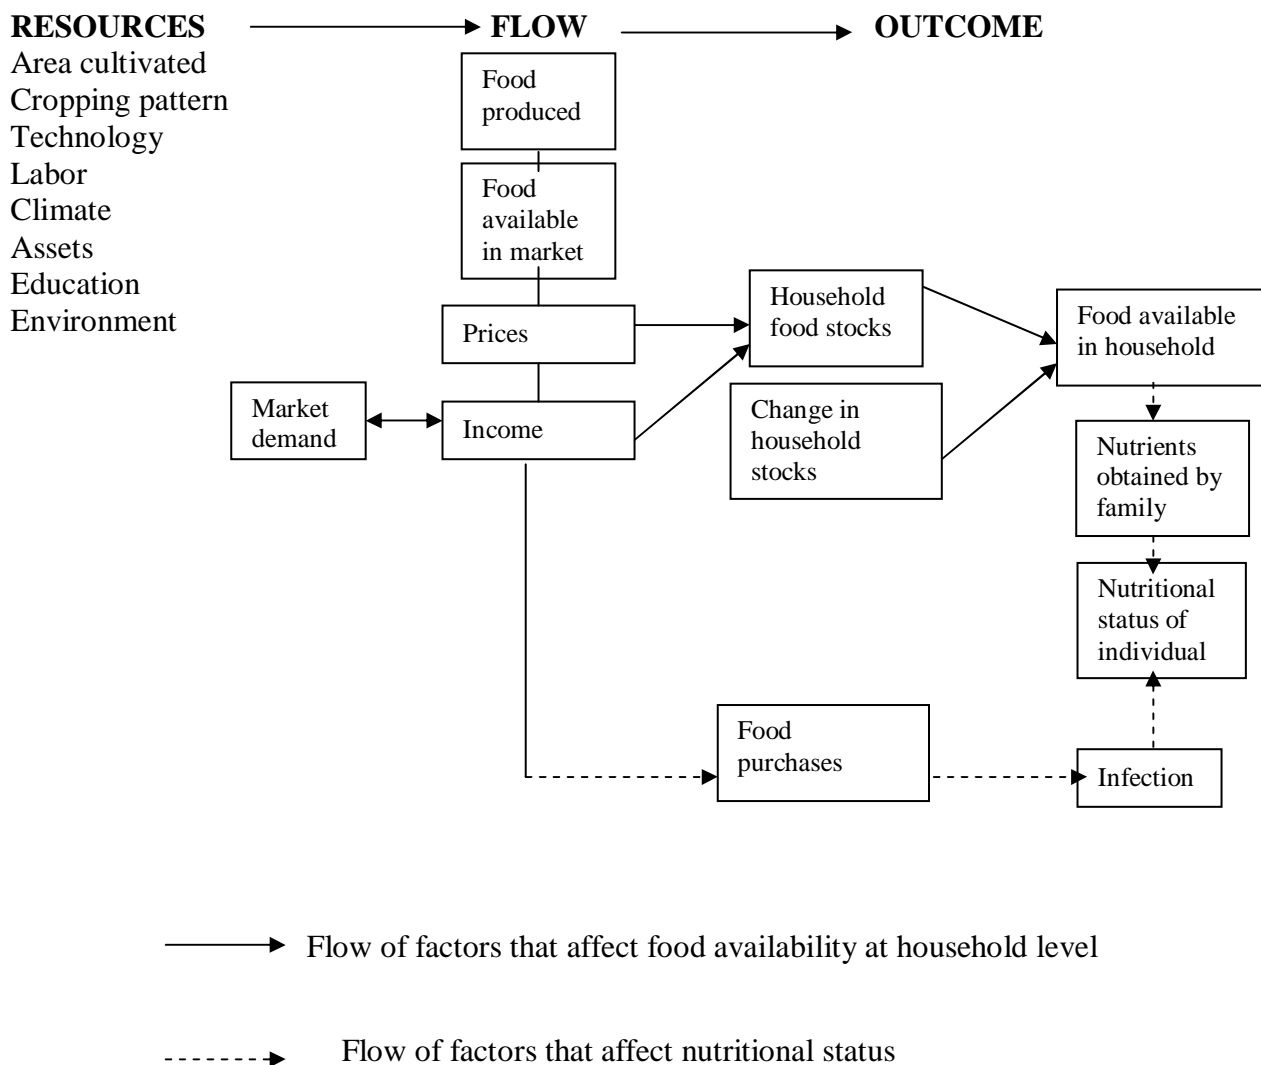 RESOURCES
FLOW
OUTCOME
Area cultivated
Cropping pattern
Technology
Labor
Climate
Assets
Education
Environment
Food
produced
Food
available
in market
Prices
Income
Market
demand
Household
food stocks
Change in
household
stocks
Food available
in household
Nutrients
obtained by
family
Nutritional
status of
individual
Food
purchases
Infection
Flow of factors that affect food availability at household level
Flow of factors that affect nutritional status